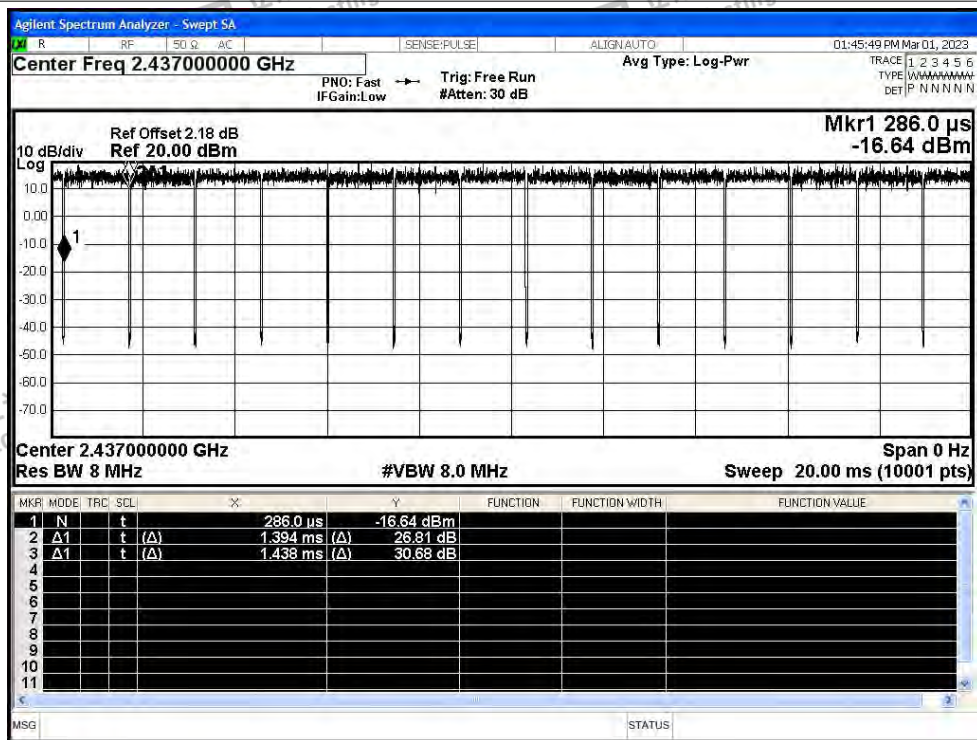 Agilent Spectrum Analyzer - Swept SA
R RF 50 Ω AC SENSE:PULSE ALIGN AUTO 01:45:49 PM Mar 01, 2023
Center Freq 2.437000000 GHz Avg Type: Log-Pwr TRACE 1 2 3 4 5 6
PNO: Fast Trig: Free Run TYPE WWWWWW
IFGain:Low #Atten: 30 dB DET P N N N N N
Mkr1 286.0 µs
Ref Offset 2.18 dB
10 dB/div Ref 20.00 dBm -16.64 dBm
Log
10.0
0.00
-10.0
1
-20.0
-30.0
-40.0
-50.0
-60.0
-70.0
Center 2.437000000 GHz Span 0 Hz
Res BW 8 MHz #VBW 8.0 MHz Sweep 20.00 ms (10001 pts)
MKR MODE TRC SCL X Y FUNCTION FUNCTION WIDTH FUNCTION VALUE
1 N t 286.0 µs -16.64 dBm
2 Δ1 t (Δ) 1.394 ms (Δ) 26.81 dB
3 Δ1 t (Δ) 1.438 ms (Δ) 30.68 dB
4
5
6
7
8
9
10
11
MSG STATUS